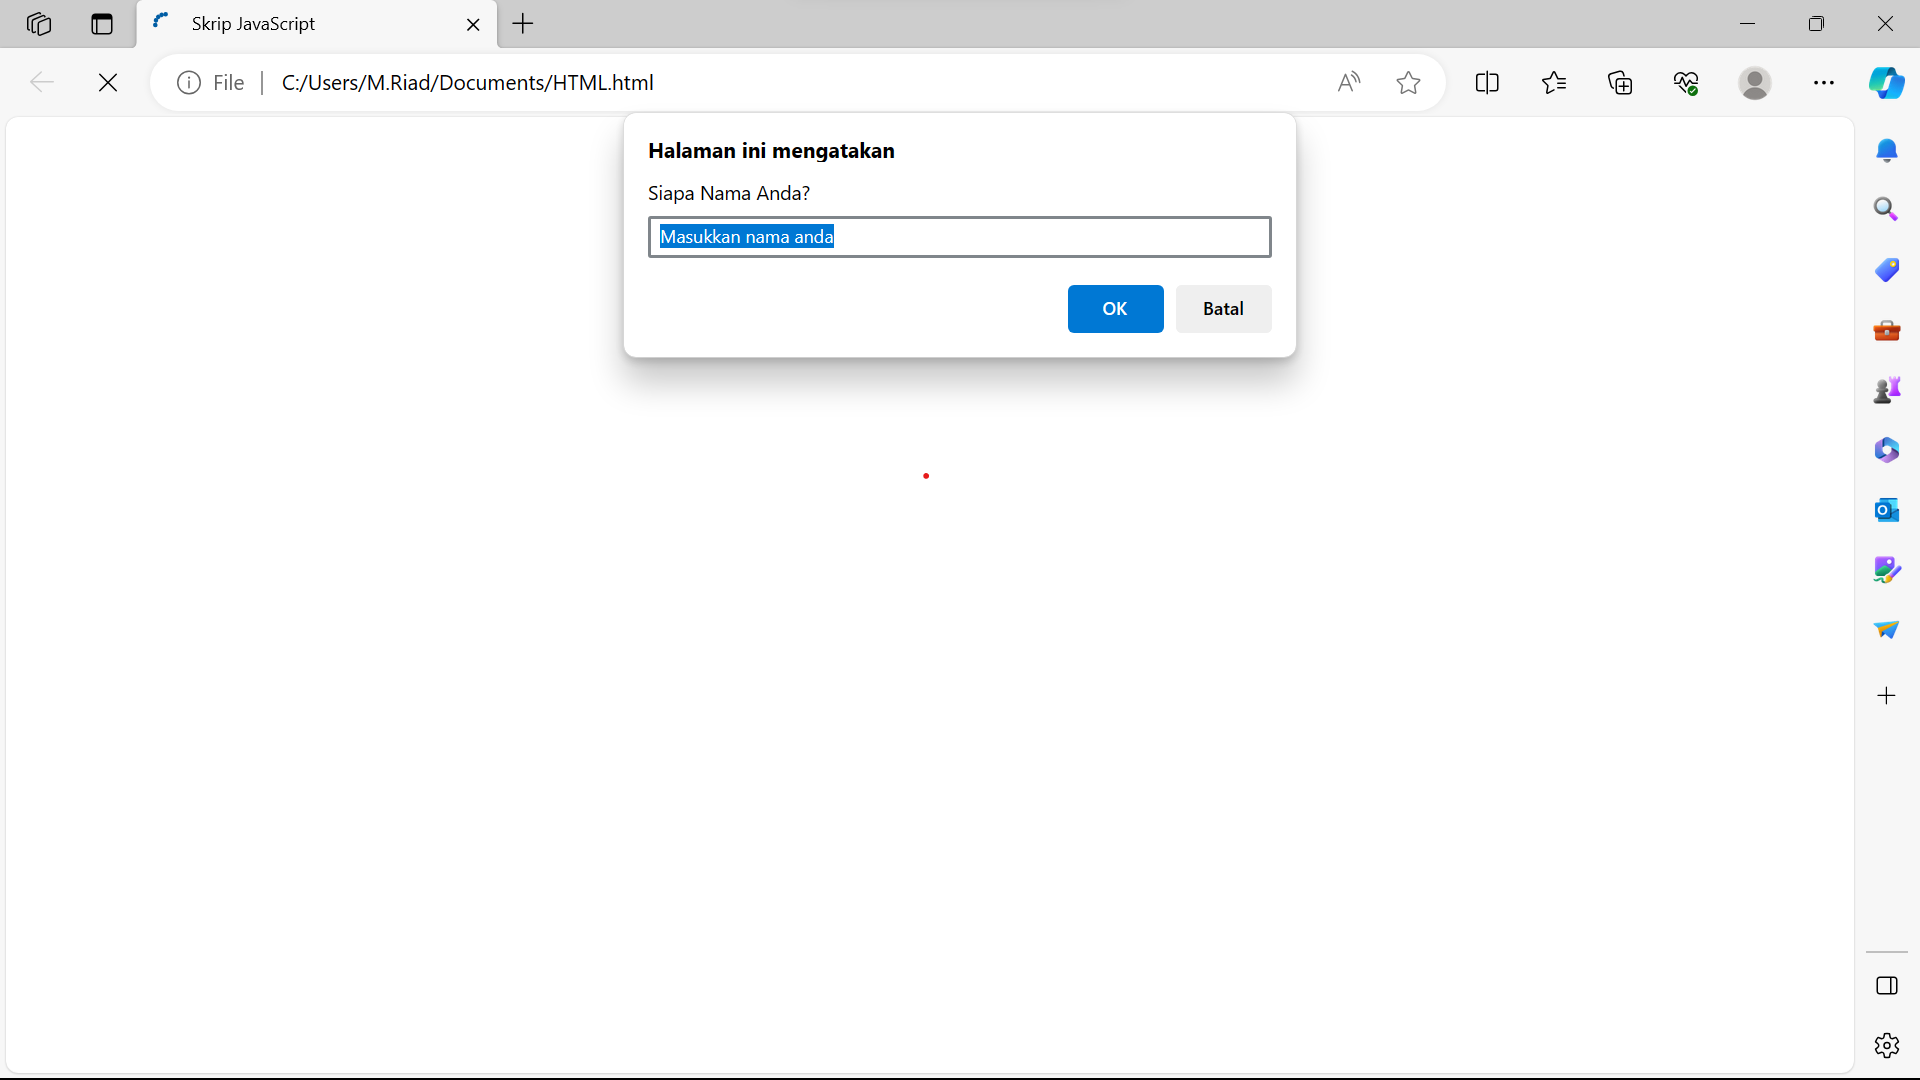 Skrip JavaScript
File C:/Users/M.Riad/Documents/HTML.html
Halaman ini mengatakan
Siapa Nama Anda?
Masukkan nama anda
OK Batal